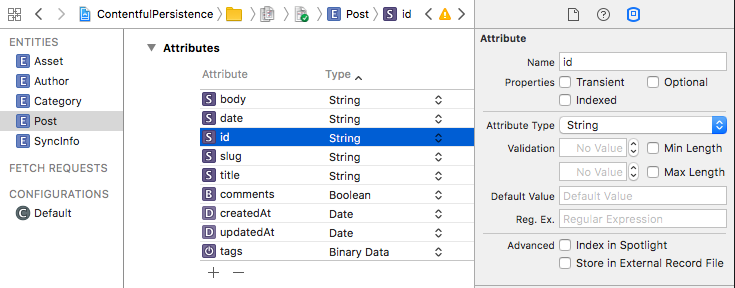 ContentfulPersistence > > > > E Post > S id
ENTITIES
E Asset
E Author
E Category
E Post
E SyncInfo
FETCH REQUESTS
CONFIGURATIONS
C Default
Attributes
Attribute Type
S body String
S date String
S id String
S slug String
S title String
B comments Boolean
D createdAt Date
D updatedAt Date
tags Binary Data
+ −
Attribute
Name id
Properties Transient Optional
Indexed
Attribute Type String
Validation No Value Min Length
No Value Max Length
Default Value Default Value
Reg. Ex. Regular Expression
Advanced Index in Spotlight
Store in External Record File